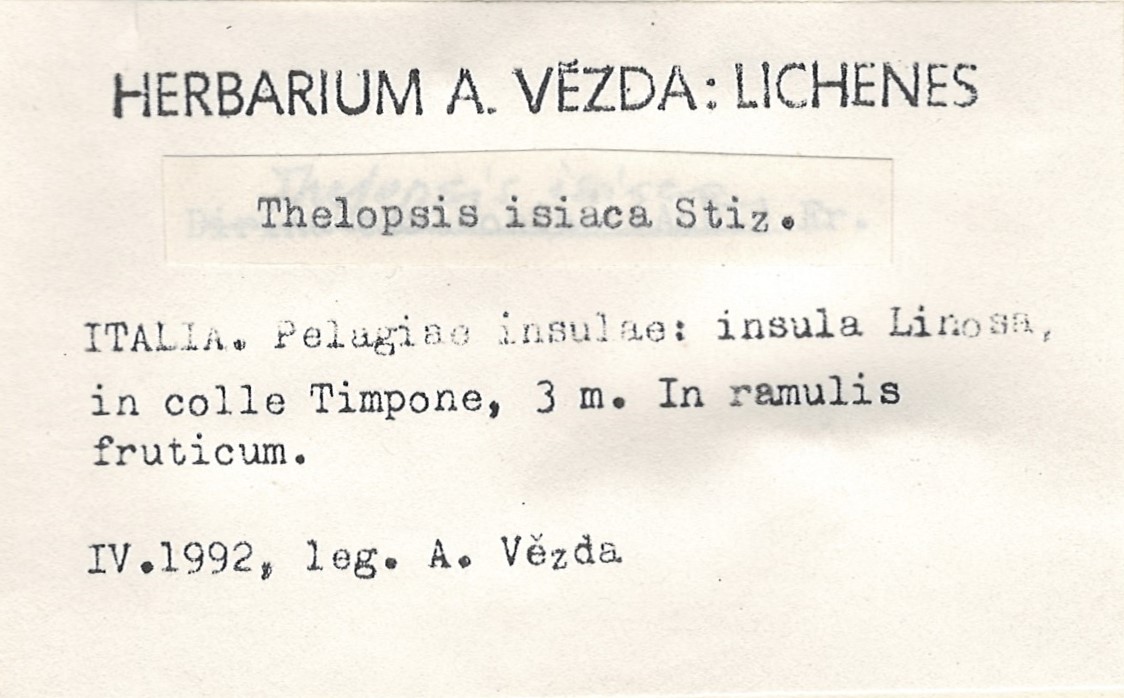 HERBARIUM A. VĚZDA: LICHENES
Thelopsis isiaca Stiz.
ITALIA. Pelagiae insulae: insula Linosa,
in colle Timpone, 3 m. In ramulis
fruticum.
IV.1992, leg. A. Vězda